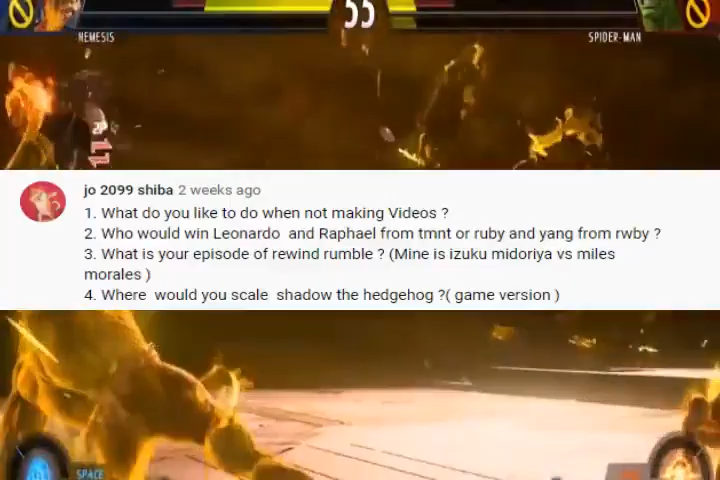 55
NEMESIS
SPIDER-MAN
jo 2099 shiba 2 weeks ago
1. What do you like to do when not making Videos ?
2. Who would win Leonardo and Raphael from tmnt or ruby and yang from rwby ?
3. What is your episode of rewind rumble ? (Mine is izuku midoriya vs miles
morales )
4. Where would you scale shadow the hedgehog ?( game version )
SPACE